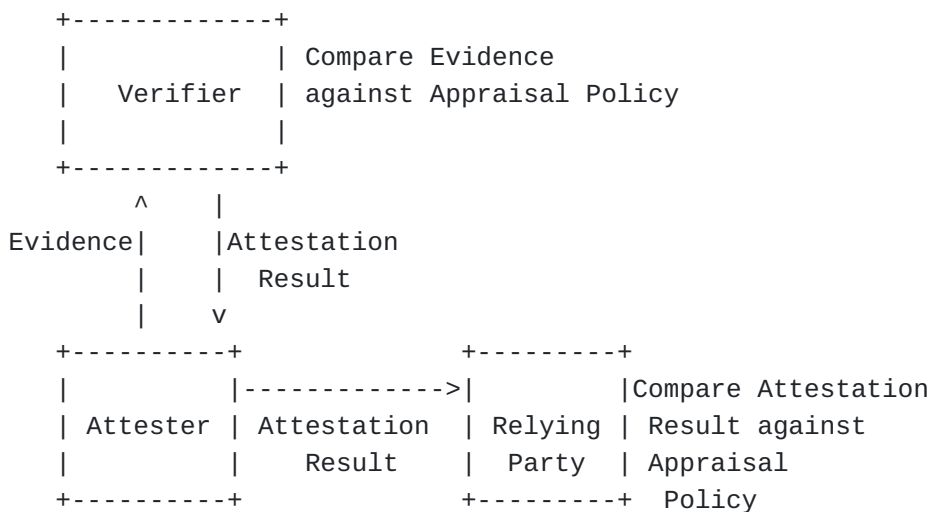 Compare Evidence
Verifier against Appraisal Policy
Evidence Attestation
Result
Compare Attestation
Attester Attestation Relying Result against
Result Party Appraisal
Policy